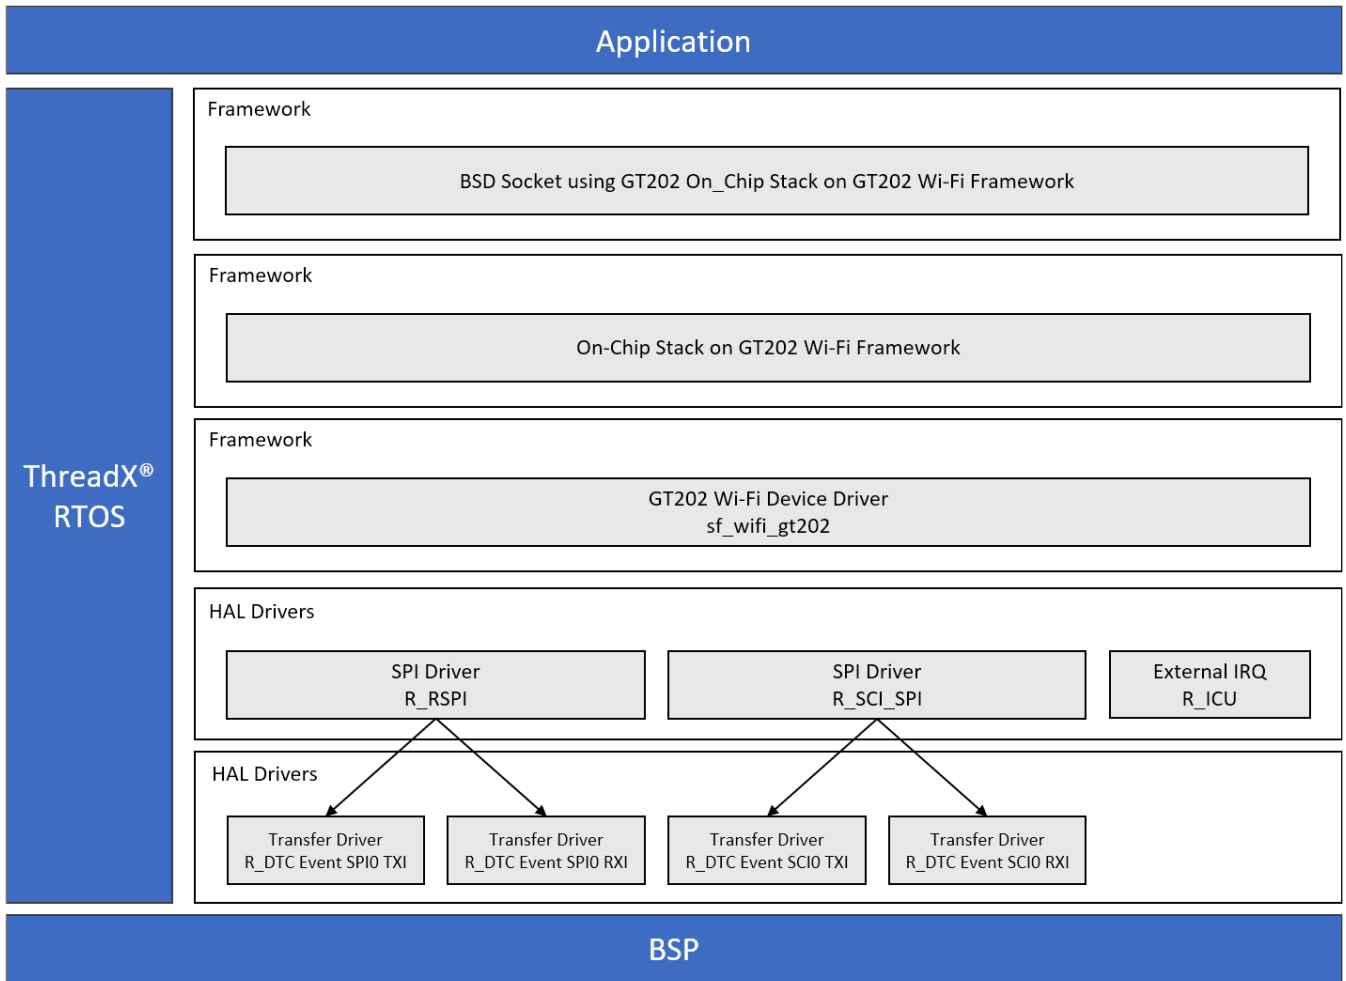 Application
ThreadX®
RTOS
Framework
BSD Socket using GT202 On_Chip Stack on GT202 Wi-Fi Framework
Framework
On-Chip Stack on GT202 Wi-Fi Framework
Framework
GT202 Wi-Fi Device Driver
sf_wifi_gt202
HAL Drivers
SPI Driver
R_RSPI
SPI Driver
R_SCI_SPI
External IRQ
R_ICU
HAL Drivers
Transfer Driver
R_DTC Event SPI0 TXI
Transfer Driver
R_DTC Event SPI0 RXI
Transfer Driver
R_DTC Event SCI0 TXI
Transfer Driver
R_DTC Event SCI0 RXI
BSP